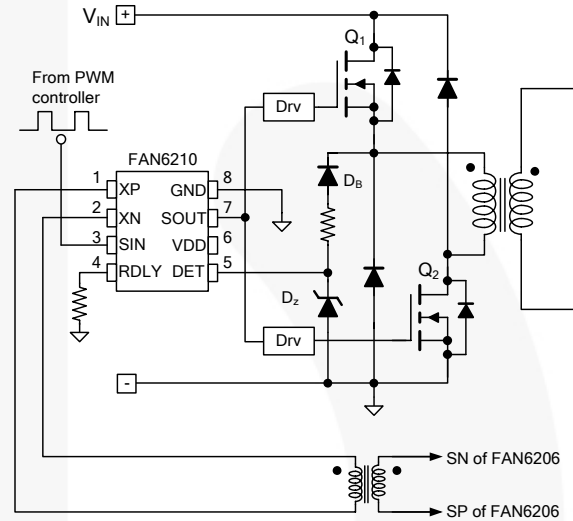 VIN +
Q1
From PWM
controller
Drv
FAN6210
1 XP GND 8
2 XN SOUT 7
3 SIN VDD 6
4 RDLY DET 5
DB
Dz
Q2
Drv
-
SN of FAN6206
SP of FAN6206